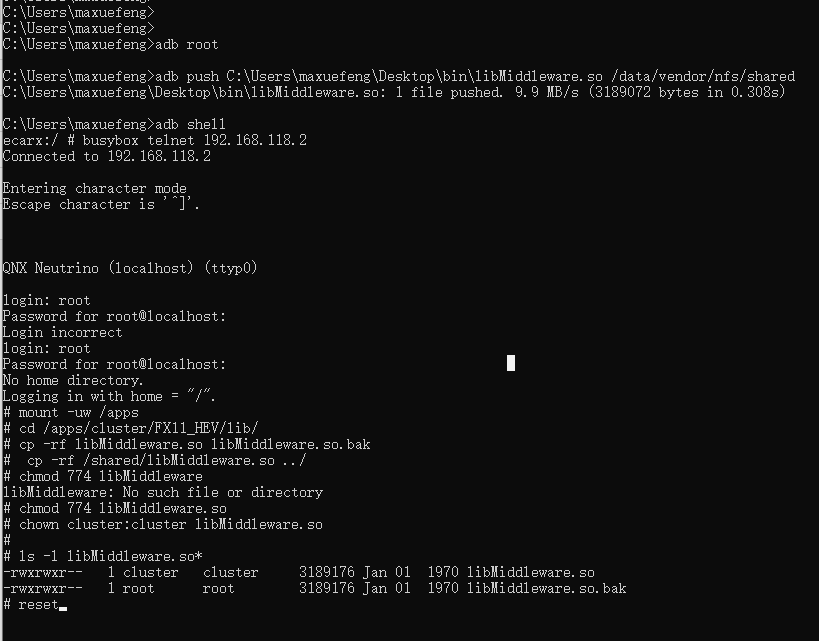 C:\Users\maxuefeng>
C:\Users\maxuefeng>
C:\Users\maxuefeng>adb root
C:\Users\maxuefeng>adb push C:\Users\maxuefeng\Desktop\bin\libMiddleware.so /data/vendor/nfs/shared
C:\Users\maxuefeng\Desktop\bin\libMiddleware.so: 1 file pushed. 9.9 MB/s (3189072 bytes in 0.308s)
C:\Users\maxuefeng>adb shell
ecarx:/ # busybox telnet 192.168.118.2
Connected to 192.168.118.2
Entering character mode
Escape character is '^]'.
QNX Neutrino (localhost) (ttyp0)
login: root
Password for root@localhost:
Login incorrect
login: root
Password for root@localhost:
No home directory.
Logging in with home = "/".
# mount -uw /apps
# cd /apps/cluster/FX11_HEV/lib/
# cp -rf libMiddleware.so libMiddleware.so.bak
#  cp -rf /shared/libMiddleware.so ../
# chmod 774 libMiddleware
libMiddleware: No such file or directory
# chmod 774 libMiddleware.so
# chown cluster:cluster libMiddleware.so
#
# ls -l libMiddleware.so*
-rwxrwxr--   1 cluster   cluster     3189176 Jan 01  1970 libMiddleware.so
-rwxrwxr--   1 root      root        3189176 Jan 01  1970 libMiddleware.so.bak
# reset